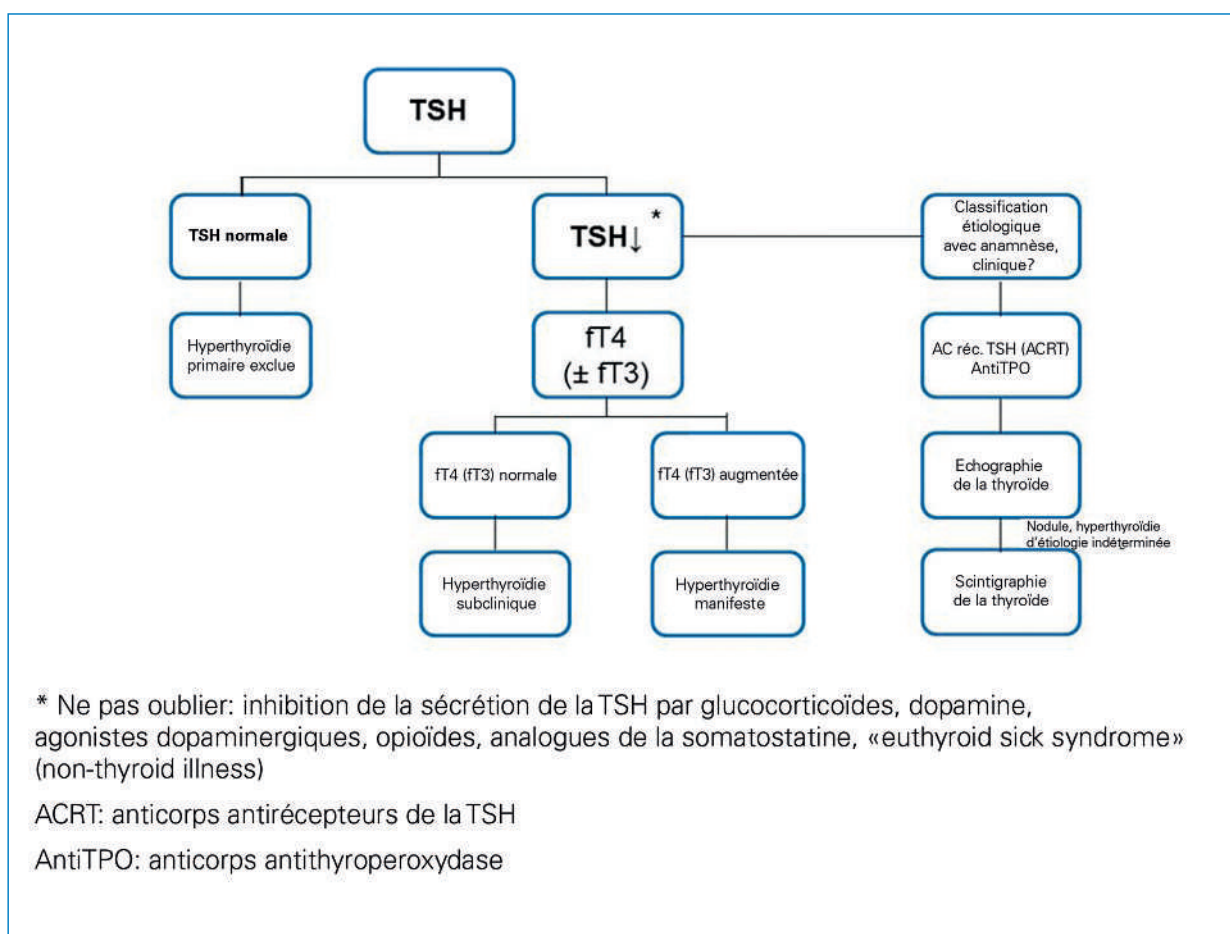 TSH
TSH normale
TSH↓ *
Classification
étiologique
avec anamnèse,
clinique?
Hyperthyroïdie
primaire exclue
fT4
(± fT3)
AC réc. TSH (ACRT)
AntiTPO
fT4 (fT3) normale
fT4 (fT3) augmentée
Echographie
de la thyroïde
Nodule, hyperthyroïdie
d'étiologie indéterminée
Hyperthyroïdie
subclinique
Hyperthyroïdie
manifeste
Scintigraphie
de la thyroïde
* Ne pas oublier: inhibition de la sécrétion de la TSH par glucocorticoïdes, dopamine,
agonistes dopaminergiques, opioïdes, analogues de la somatostatine, «euthyroid sick syndrome»
(non-thyroid illness)
ACRT: anticorps antirécepteurs de la TSH
AntiTPO: anticorps antithyroperoxydase